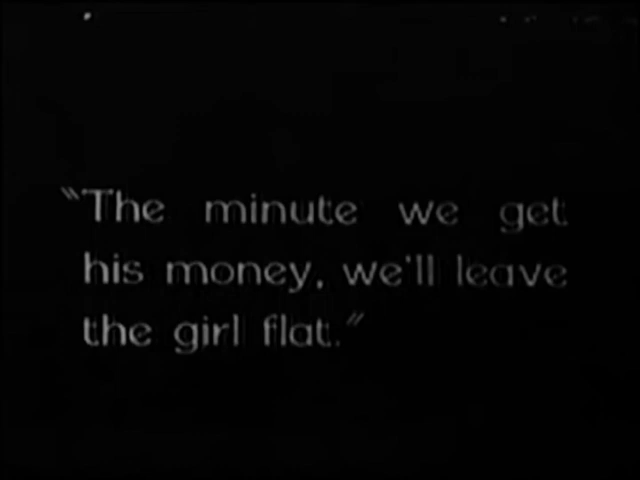 "The minute we get
his money, we'll leave
the girl flat."